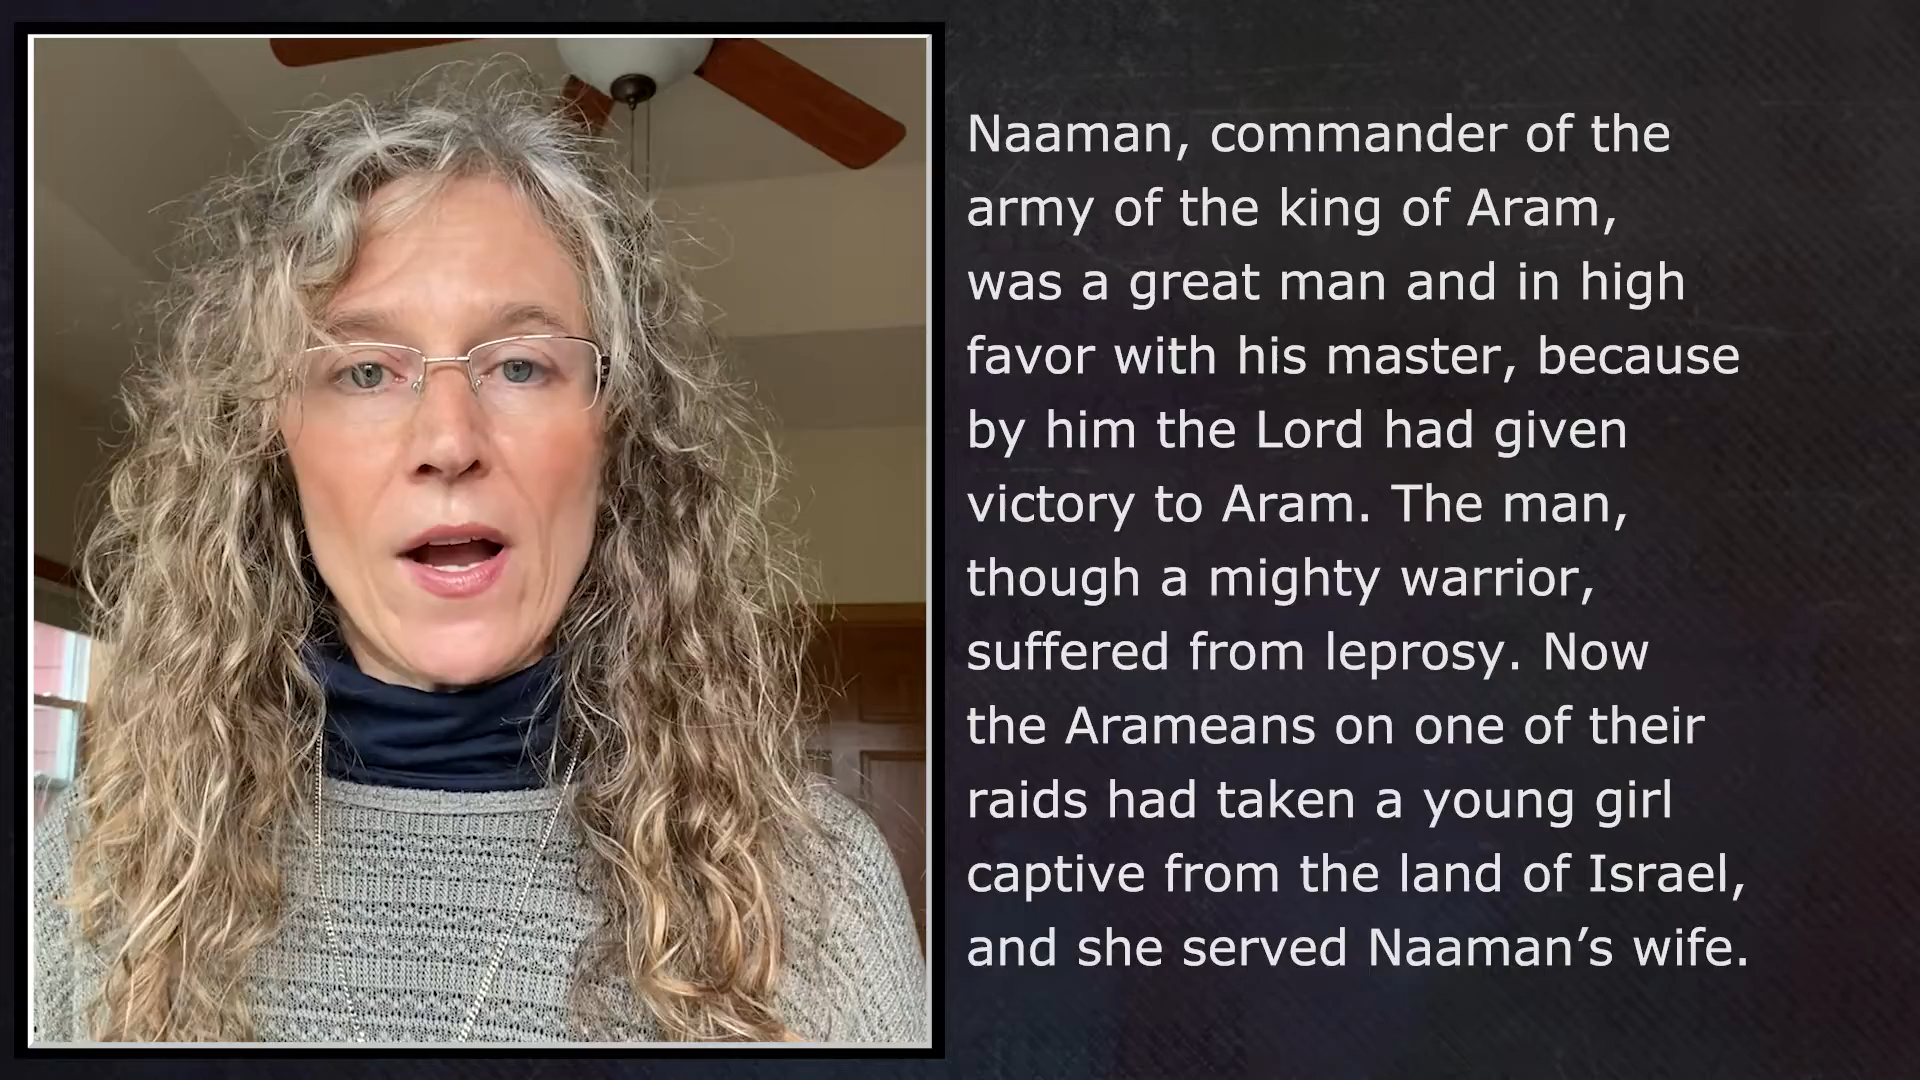 Naaman, commander of the
army of the king of Aram,
was a great man and in high
favor with his master, because
by him the Lord had given
victory to Aram. The man,
though a mighty warrior,
suffered from leprosy. Now
the Arameans on one of their
raids had taken a young girl
captive from the land of Israel,
and she served Naaman’s wife.